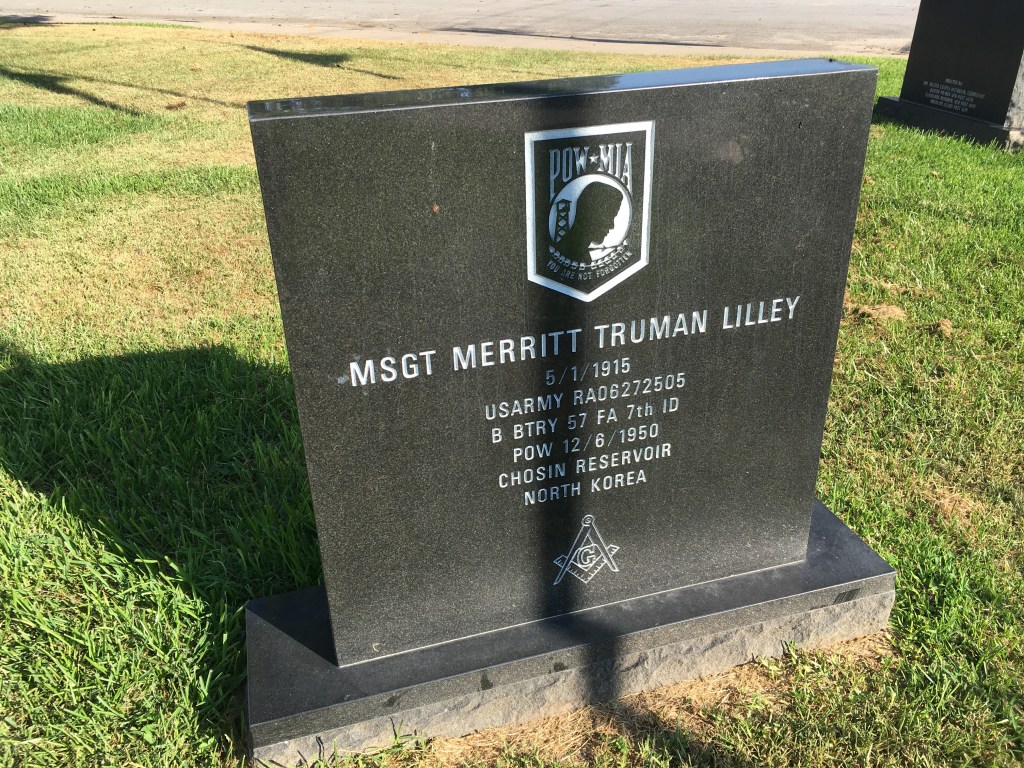 POW★MIA
YOU ARE NOT FORGOTTEN
MSGT MERRITT TRUMAN LILLEY
5/1/1915
USARMY RA06272505
B BTRY 57 FA 7th ID
POW 12/6/1950
CHOSIN RESERVOIR
NORTH KOREA
G